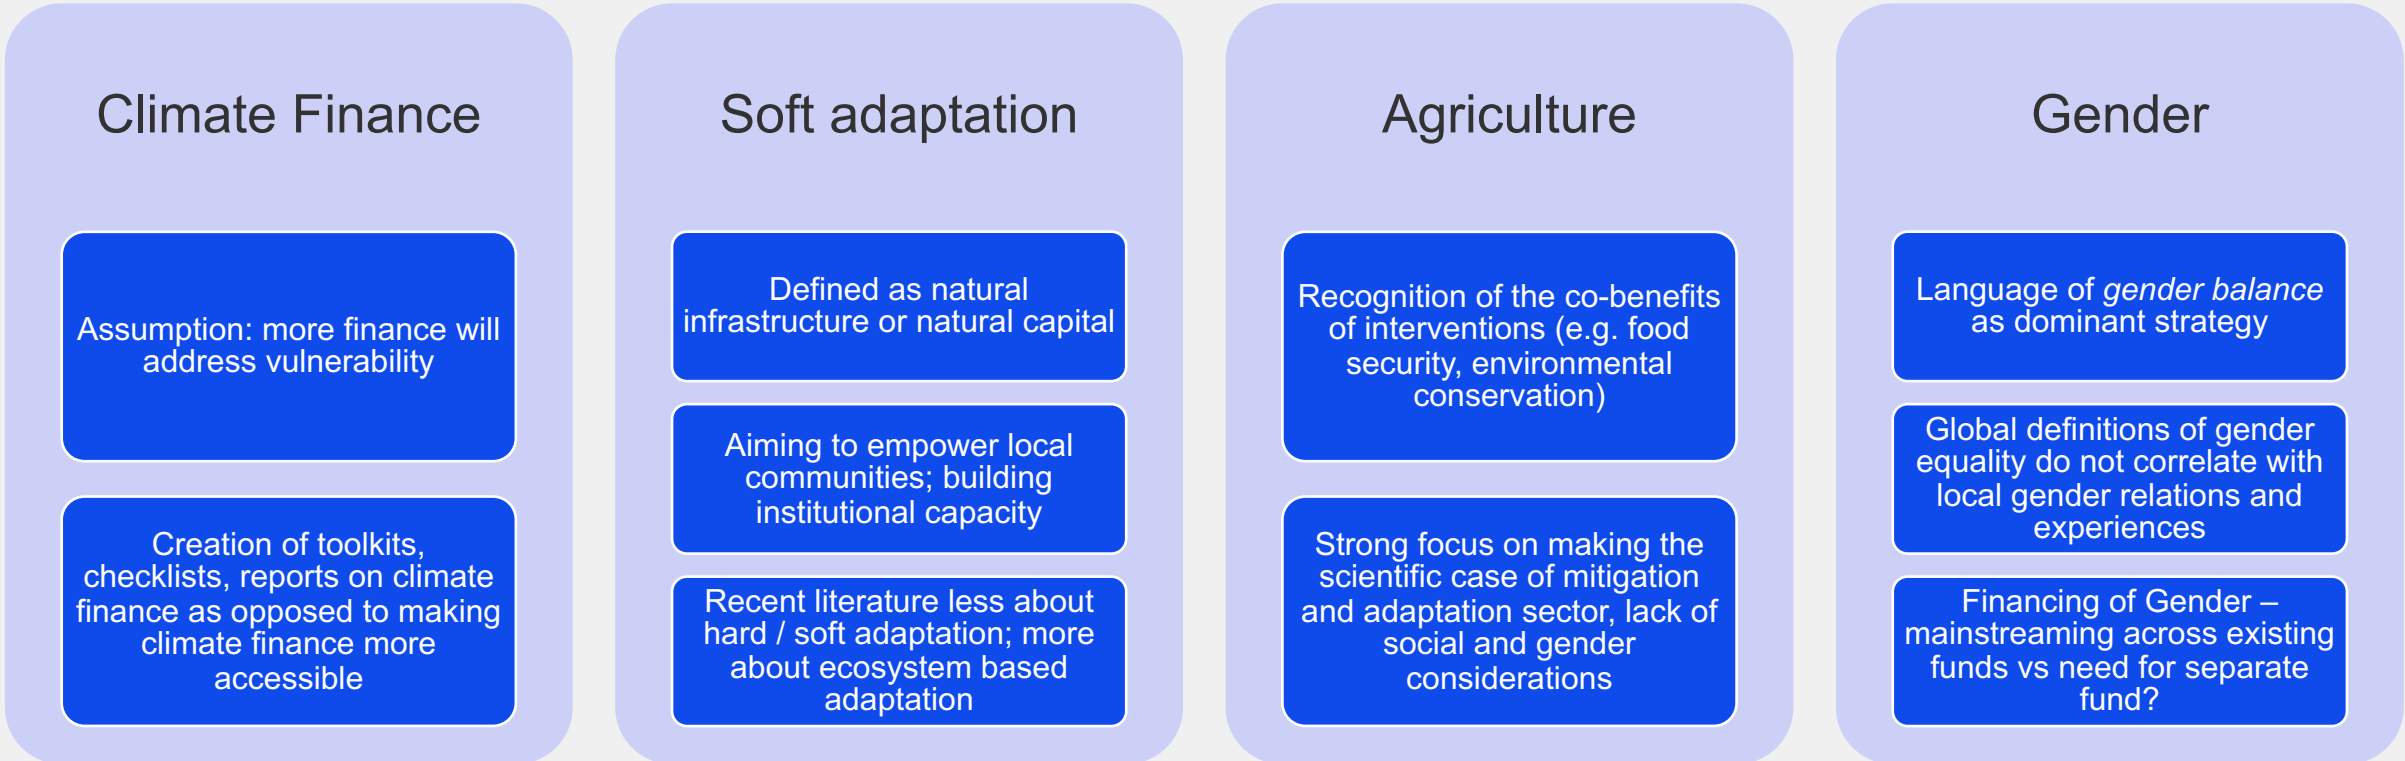 Climate Finance
Assumption: more finance will
address vulnerability
Creation of toolkits,
checklists, reports on climate
finance as opposed to making
climate finance more
accessible
Soft adaptation
Defined as natural
infrastructure or natural capital
Aiming to empower local
communities; building
institutional capacity
Recent literature less about
hard / soft adaptation; more
about ecosystem based
adaptation
Agriculture
Recognition of the co-benefits
of interventions (e.g. food
security, environmental
conservation)
Strong focus on making the
scientific case of mitigation
and adaptation sector, lack of
social and gender
considerations
Gender
Language of gender balance
as dominant strategy
Global definitions of gender
equality do not correlate with
local gender relations and
experiences
Financing of Gender –
mainstreaming across existing
funds vs need for separate
fund?